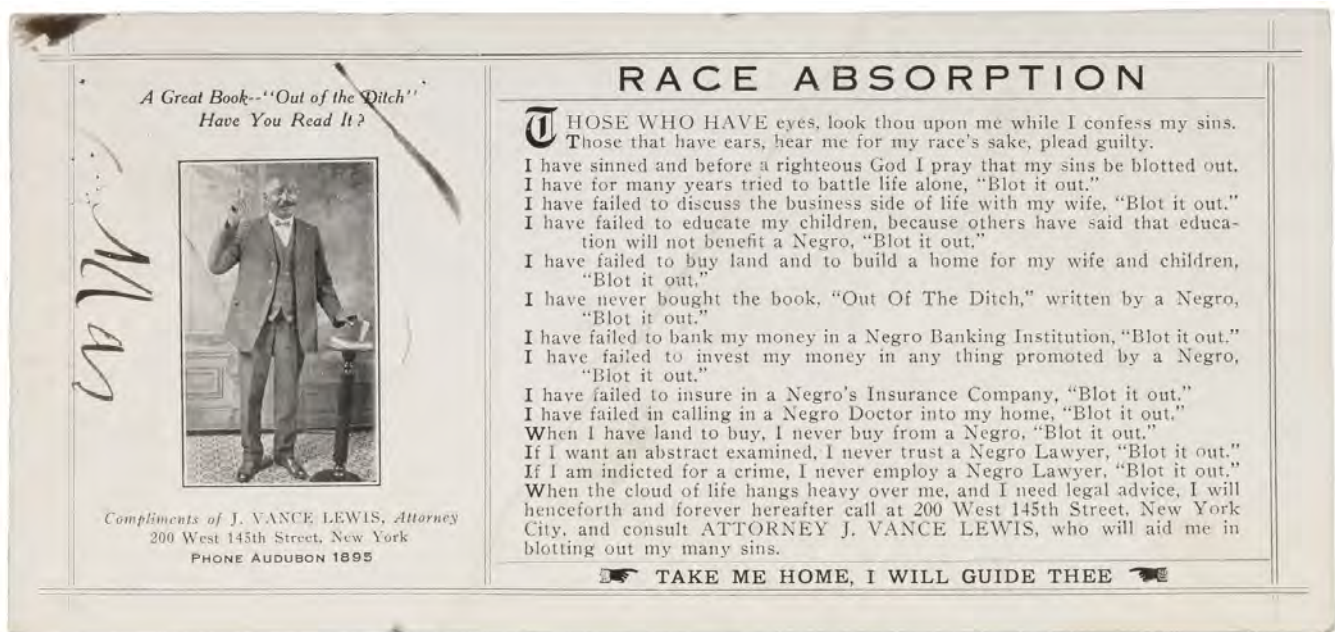 A Great Book--"Out of the Ditch"
Have You Read It?
Man
Compliments of J. VANCE LEWIS, Attorney
200 West 145th Street, New York
PHONE AUDUBON 1895
RACE ABSORPTION
THOSE WHO HAVE eyes, look thou upon me while I confess my sins.
Those that have ears, hear me for my race's sake, plead guilty.
I have sinned and before a righteous God I pray that my sins be blotted out.
I have for many years tried to battle life alone, "Blot it out."
I have failed to discuss the business side of life with my wife, "Blot it out."
I have failed to educate my children, because others have said that educa-
tion will not benefit a Negro, "Blot it out."
I have failed to buy land and to build a home for my wife and children,
"Blot it out."
I have never bought the book, "Out Of The Ditch," written by a Negro,
"Blot it out."
I have failed to bank my money in a Negro Banking Institution, "Blot it out."
I have failed to invest my money in any thing promoted by a Negro,
"Blot it out."
I have failed to insure in a Negro's Insurance Company, "Blot it out."
I have failed in calling in a Negro Doctor into my home, "Blot it out."
When I have land to buy, I never buy from a Negro, "Blot it out."
If I want an abstract examined, I never trust a Negro Lawyer, "Blot it out."
If I am indicted for a crime, I never employ a Negro Lawyer, "Blot it out."
When the cloud of life hangs heavy over me, and I need legal advice, I will
henceforth and forever hereafter call at 200 West 145th Street, New York
City, and consult ATTORNEY J. VANCE LEWIS, who will aid me in
blotting out my many sins.
TAKE ME HOME, I WILL GUIDE THEE